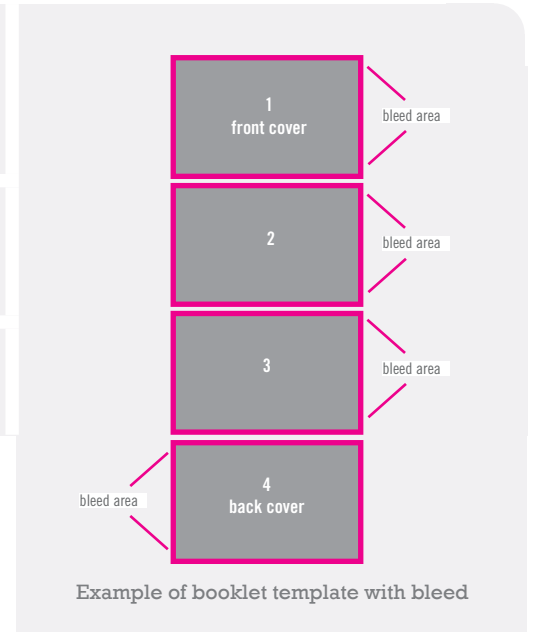 1
front cover
bleed area
2
bleed area
3
bleed area
4
back cover
bleed area
Example of booklet template with bleed